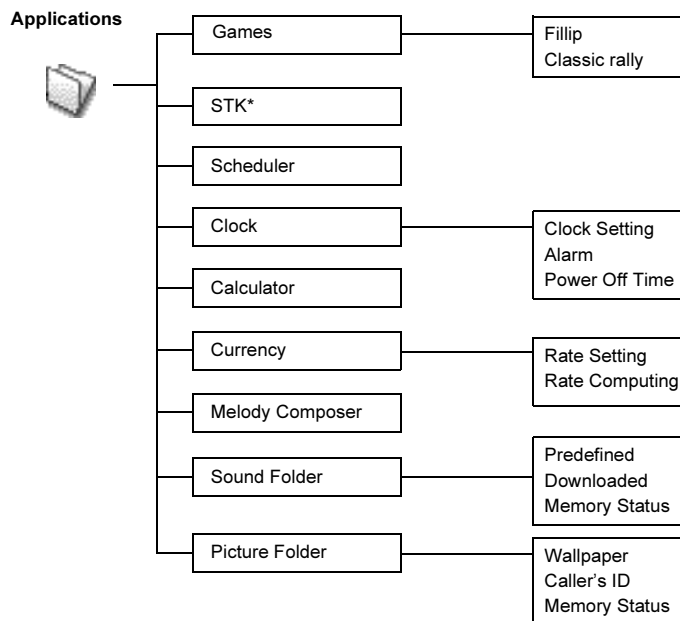 Applications
Games
Fillip
Classic rally
STK*
Scheduler
Clock
Clock Setting
Alarm
Power Off Time
Calculator
Currency
Rate Setting
Rate Computing
Melody Composer
Sound Folder
Predefined
Downloaded
Memory Status
Picture Folder
Wallpaper
Caller's ID
Memory Status